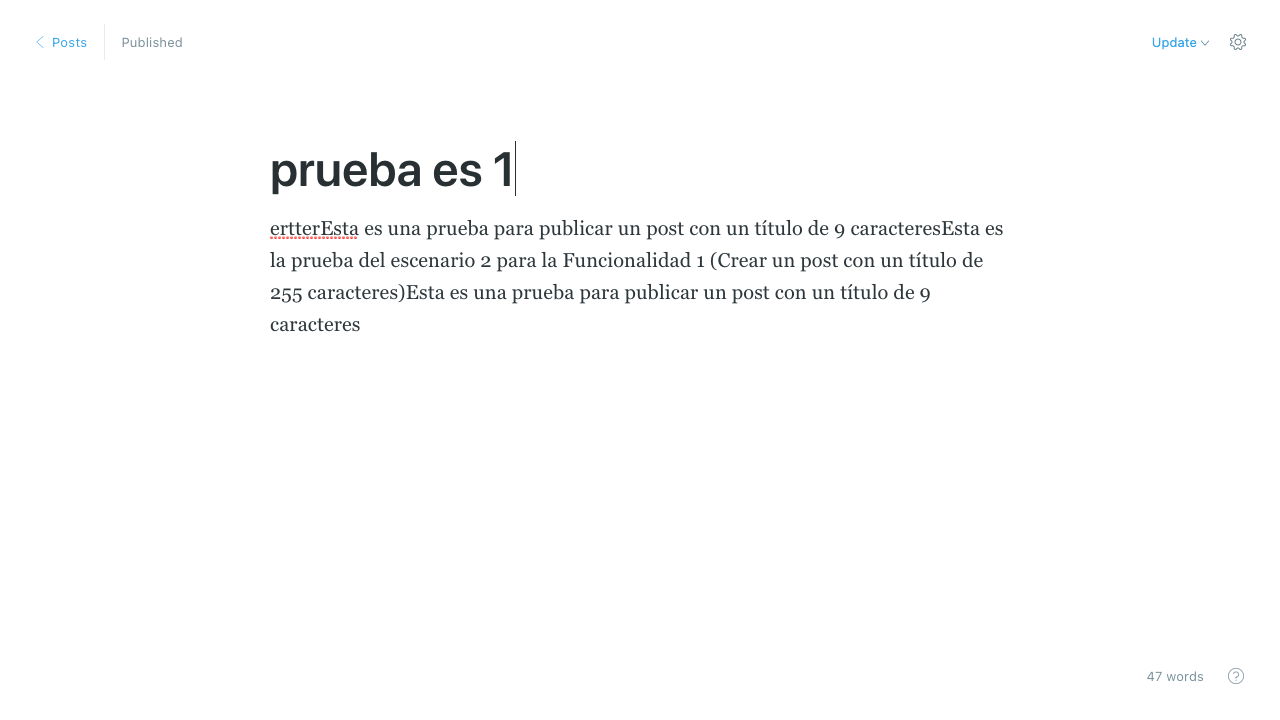 Posts
Published
Update
prueba es 1
ertterEsta es una prueba para publicar un post con un título de 9 caracteresEsta es
la prueba del escenario 2 para la Funcionalidad 1 (Crear un post con un título de
255 caracteres)Esta es una prueba para publicar un post con un título de 9
caracteres
47 words